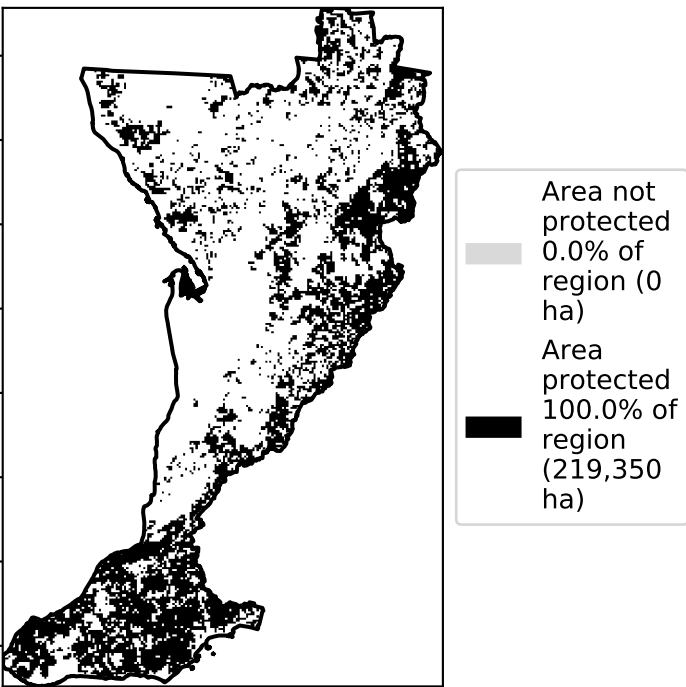 Area not
protected
0.0% of
region (0
ha)
Area
protected
100.0% of
region
(219,350
ha)